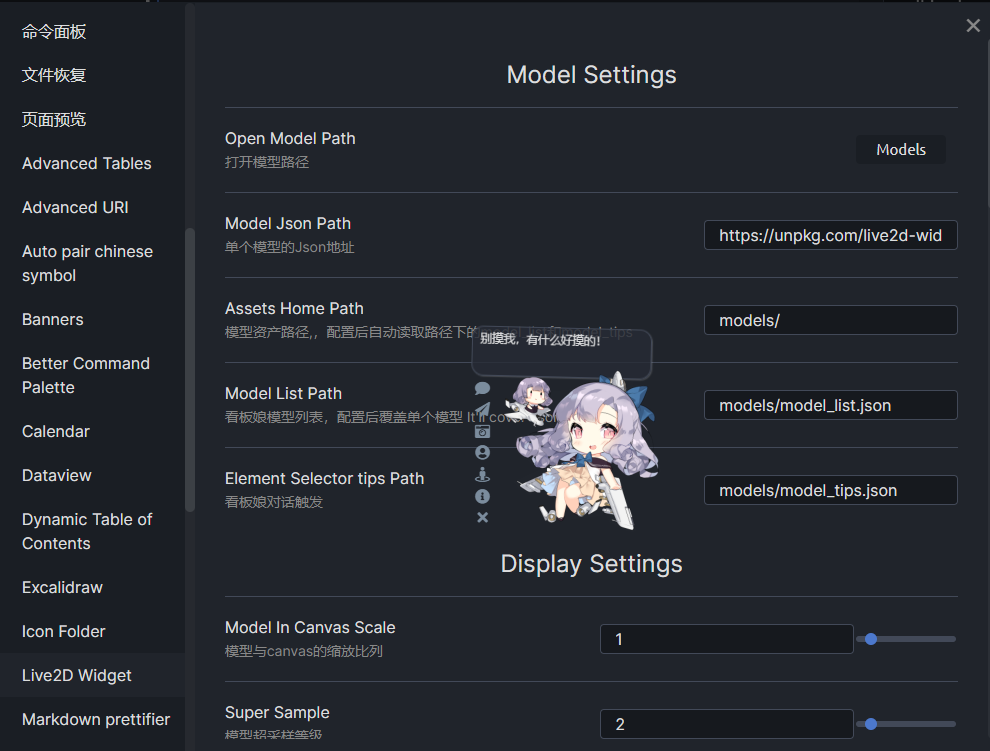 命令面板
文件恢复
页面预览
Advanced Tables
Advanced URI
Auto pair chinese
symbol
Banners
Better Command
Palette
Calendar
Dataview
Dynamic Table of
Contents
Excalidraw
Icon Folder
Live2D Widget
Markdown prettifier
Model Settings
Open Model Path
打开模型路径
Models
Model Json Path
单个模型的Json地址
https://unpkg.com/live2d-wid
Assets Home Path
模型资产路径,，配置后自动读取路径下的
tips
models/
别摸我，有什么好摸的！
Model List Path
看板娘模型列表，配置后覆盖单个模型 It'll cover
models/model_list.json
Element Selector tips Path
看板娘对话触发
models/model_tips.json
Display Settings
Model In Canvas Scale
模型与canvas的缩放比列
1
Super Sample
模型超采样等级
2